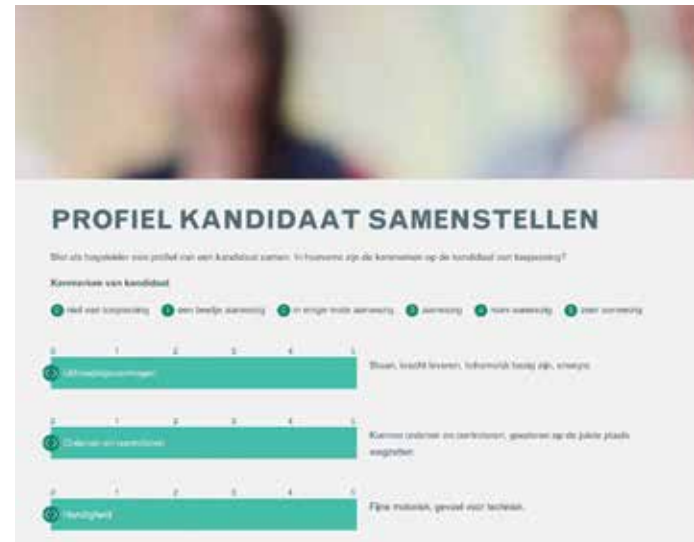 PROFIEL KANDIDAAT SAMENSTELLEN
Stel als begeleider een profiel van een kandidaat samen. In hoeverre zijn de kenmerken op de kandidaat van toepassing?
Kenmerken van kandidaat
0 niet van toepassing 1 een beetje aanwezig 2 in enige mate aanwezig 3 aanwezig 4 ruim aanwezig 5 zeer aanwezig
0 1 2 3 4 5
Uithoudingsvermogen
Staan, kracht leveren, lichamelijk bezig zijn, energie.
0 1 2 3 4 5
Ordenen en controleren
Kunnen ordenen en controleren, goederen op de juiste plaats
wegzetten.
0 1 2 3 4 5
Handigheid
Fijne motoriek, gevoel voor techniek.